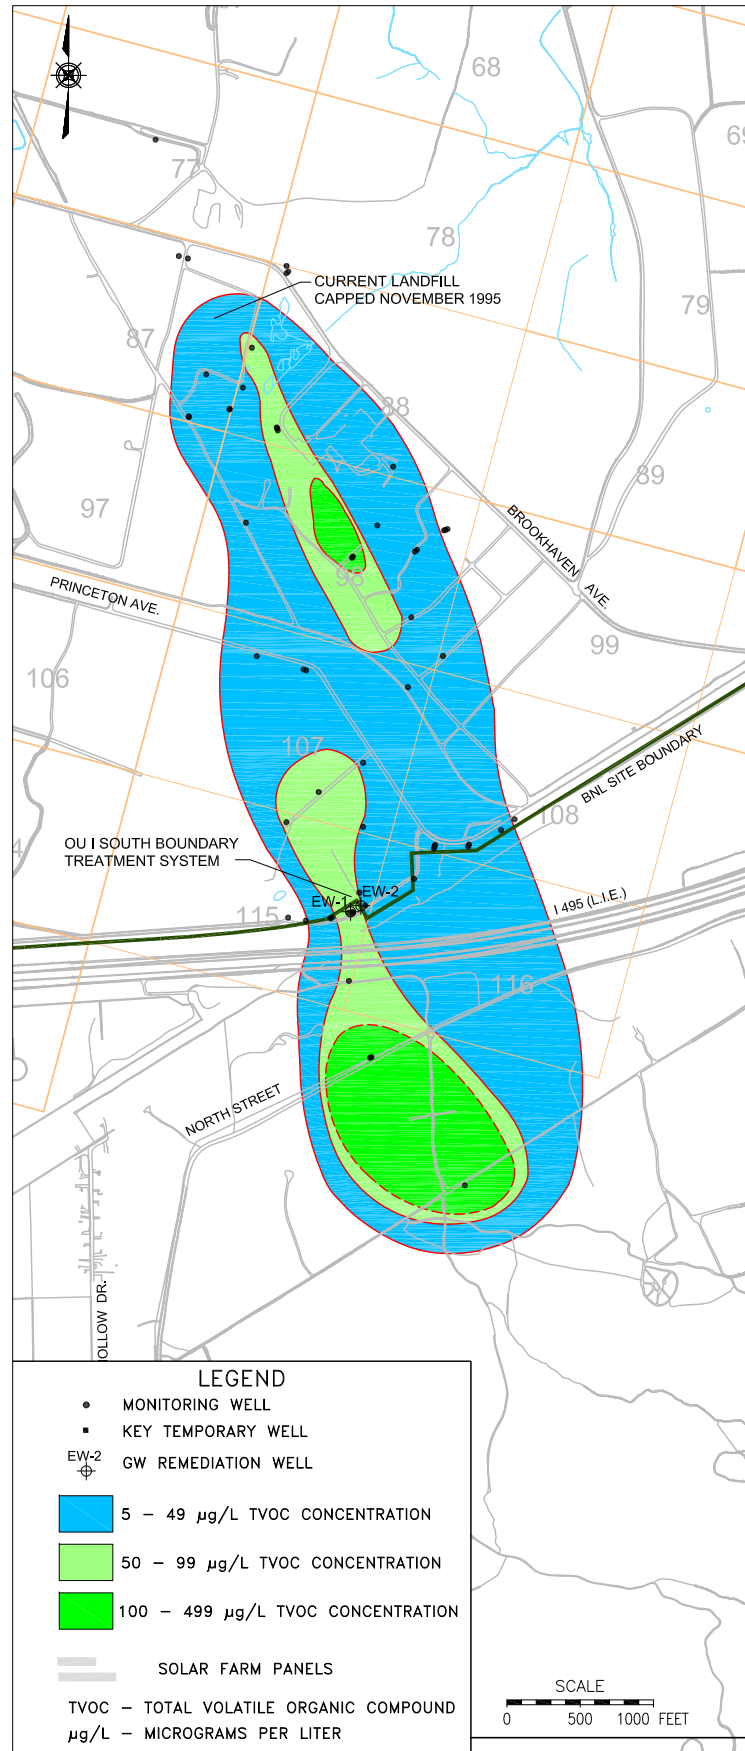 68
69
77
78
CURRENT LANDFILL
CAPPED NOVEMBER 1995
79
87
88
89
97
BROOKHAVEN AVE.
98
PRINCETON AVE.
99
106
107
BNL SITE BOUNDARY
108
OU I SOUTH BOUNDARY
TREATMENT SYSTEM
EW-2
EW-1
I 495 (L.I.E.)
115
116
NORTH STREET
OLLOW DR.
LEGEND
MONITORING WELL
KEY TEMPORARY WELL
EW-2
GW REMEDIATION WELL
5 – 49 µg/L TVOC CONCENTRATION
50 – 99 µg/L TVOC CONCENTRATION
100 – 499 µg/L TVOC CONCENTRATION
SOLAR FARM PANELS
TVOC – TOTAL VOLATILE ORGANIC COMPOUND
µg/L – MICROGRAMS PER LITER
SCALE
0 500 1000 FEET